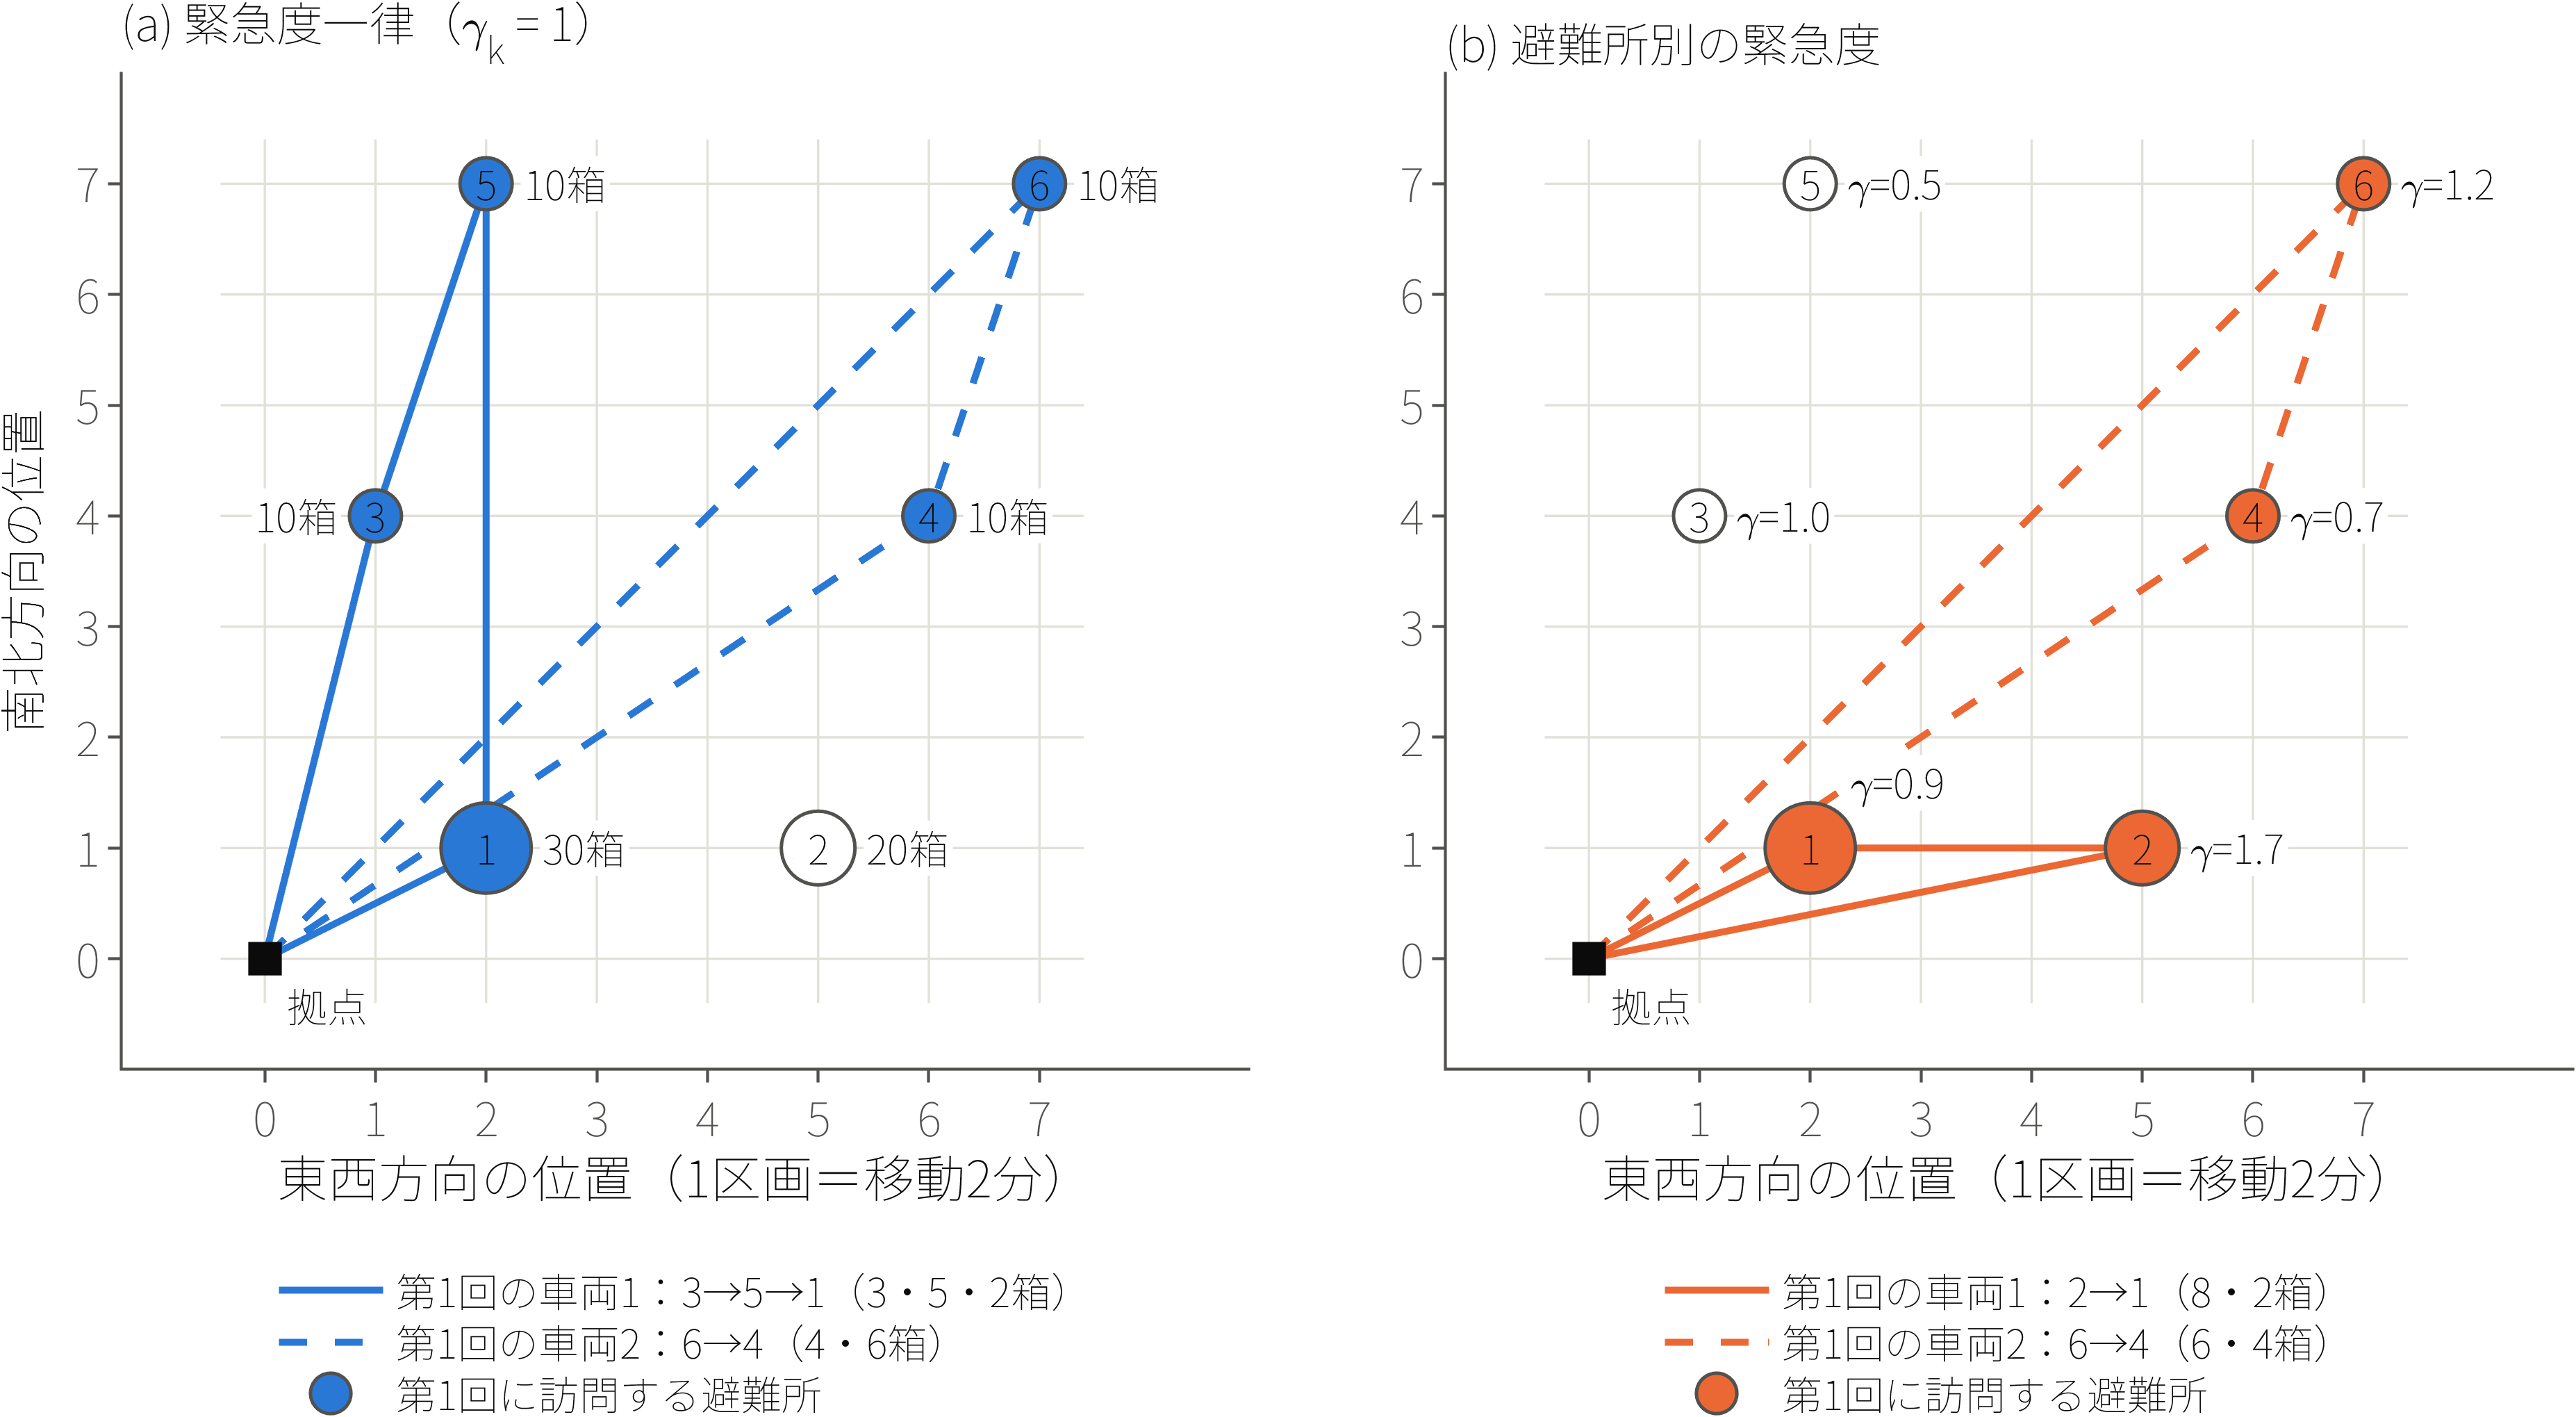 (a) 緊急度一律（γk = 1）
南北方向の位置
7
6
5
4
3
2
1
0
5
10箱
6
10箱
10箱
3
4
10箱
1
30箱
2
20箱
拠点
0 1 2 3 4 5 6 7
東西方向の位置（1区画＝移動2分）
第1回の車両1：3→5→1（3・5・2箱）
第1回の車両2：6→4（4・6箱）
第1回に訪問する避難所
(b) 避難所別の緊急度
7
6
5
4
3
2
1
0
5
γ=0.5
6
γ=1.2
3
γ=1.0
4
γ=0.7
γ=0.9
1
2
γ=1.7
拠点
0 1 2 3 4 5 6 7
東西方向の位置（1区画＝移動2分）
第1回の車両1：2→1（8・2箱）
第1回の車両2：6→4（6・4箱）
第1回に訪問する避難所